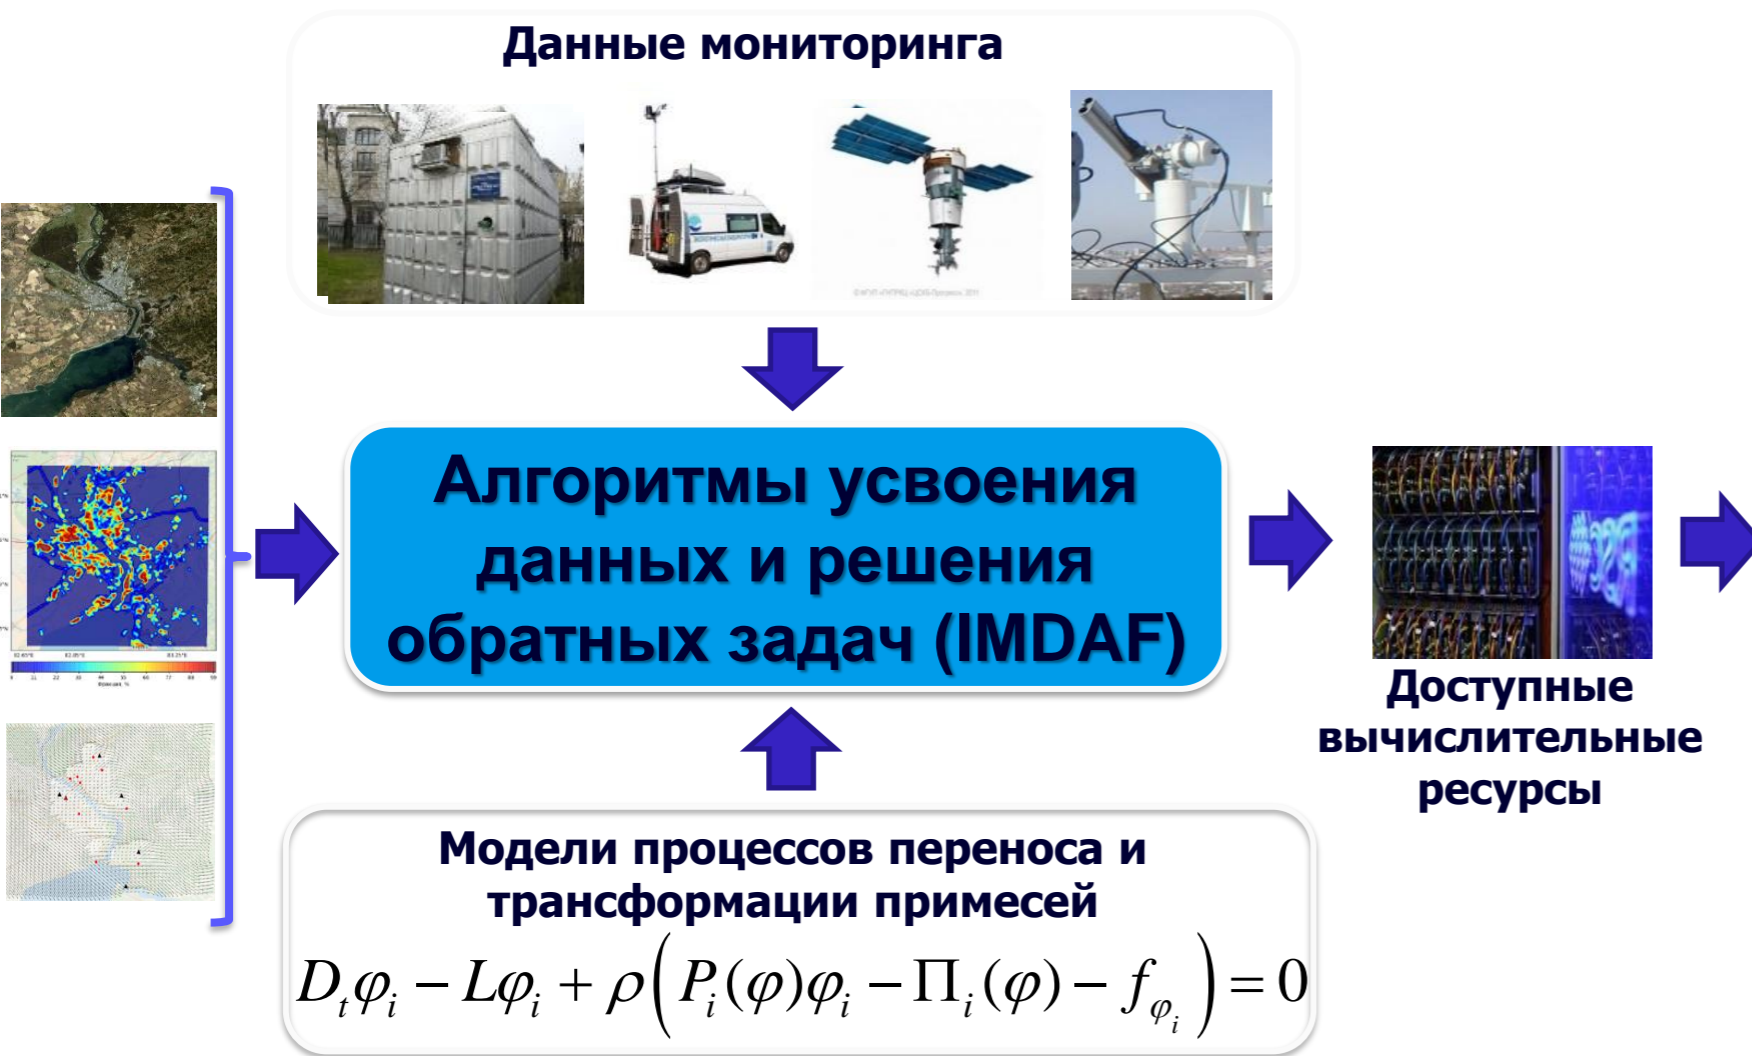 Данные мониторинга
Алгоритмы усвоения
данных и решения
обратных задач (IMDAF)
Доступные
вычислительные
ресурсы
Модели процессов переноса и
трансформации примесей
D_tφ_i − Lφ_i + ρ(P_i(φ)φ_i − Π_i(φ) − f_{φ_i}) = 0